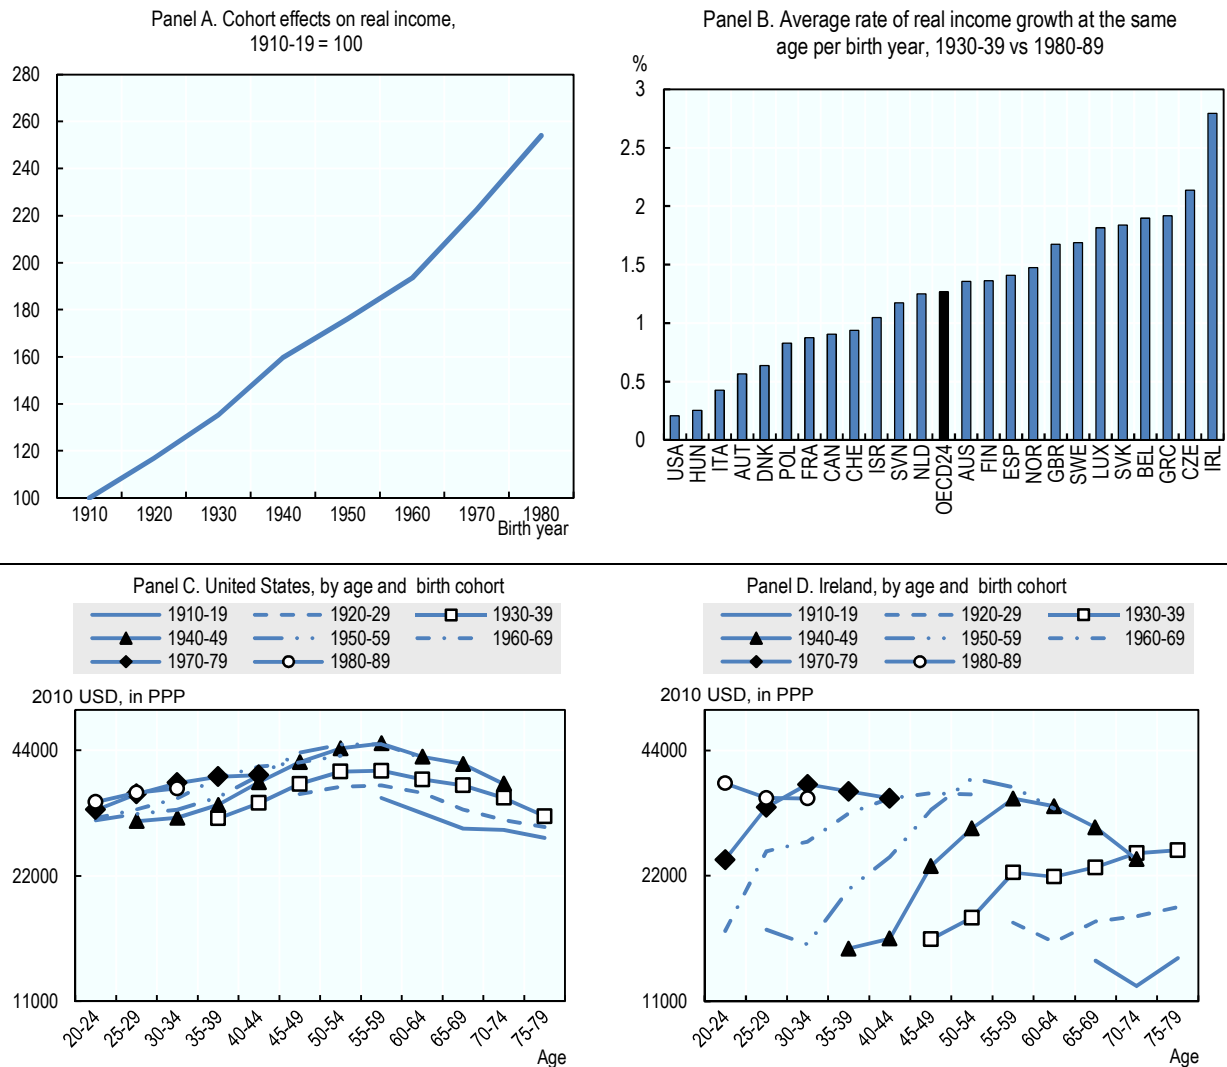 Panel A. Cohort effects on real income,
1910-19 = 100
280
260
240
220
200
180
160
140
120
100
1910 1920 1930 1940 1950 1960 1970 1980
Birth year
Panel B. Average rate of real income growth at the same
age per birth year, 1930-39 vs 1980-89
%
3
2.5
2
1.5
1
0.5
0
USA HUN ITA AUT DNK POL FRA CAN CHE ISR SVN NLD OECD24 AUS FIN ESP NOR GBR SWE LUX SVK BEL GRC CZE IRL
Panel C. United States, by age and birth cohort
1910-19 1920-29 1930-39
1940-49 1950-59 1960-69
1970-79 1980-89
2010 USD, in PPP
44000
22000
11000
20-24 25-29 30-34 35-39 40-44 45-49 50-54 55-59 60-64 65-69 70-74 75-79
Age
Panel D. Ireland, by age and birth cohort
1910-19 1920-29 1930-39
1940-49 1950-59 1960-69
1970-79 1980-89
2010 USD, in PPP
44000
22000
11000
20-24 25-29 30-34 35-39 40-44 45-49 50-54 55-59 60-64 65-69 70-74 75-79
Age